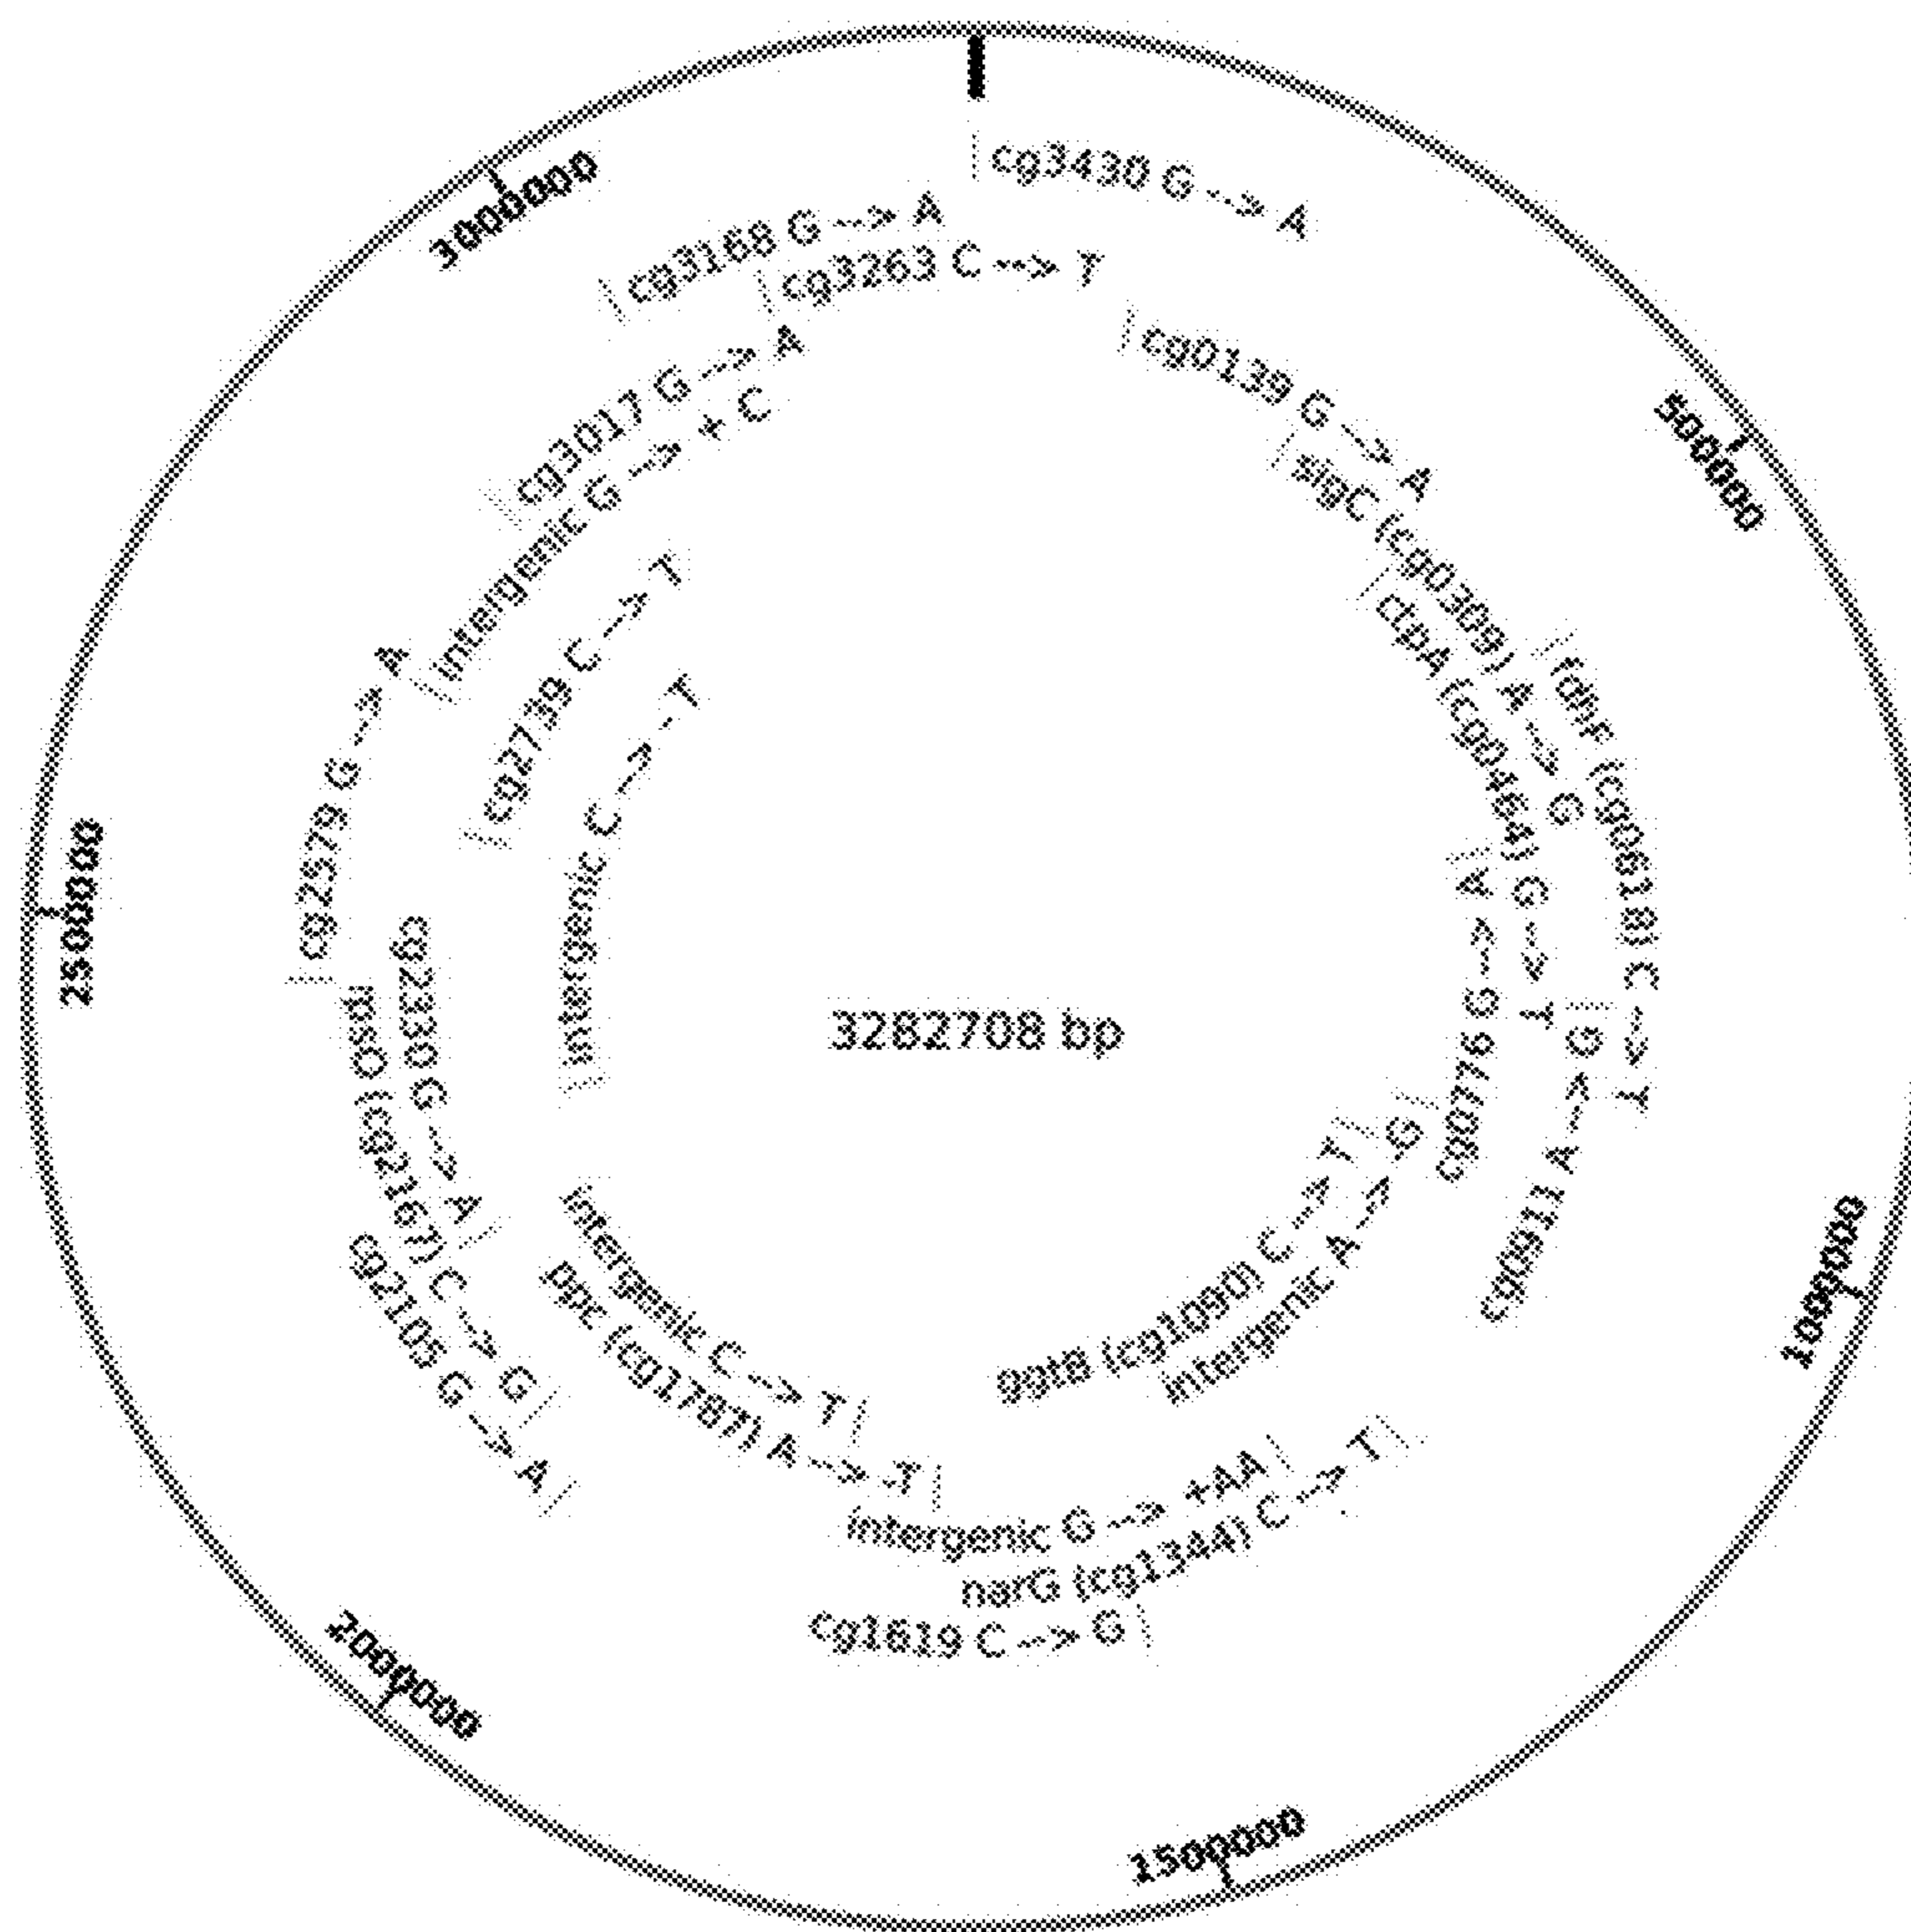 cg3430 G --> A
cg3168 G --> A
cg3263 C --> T
3000000
cg0139 G --> A
cg3017 G --> A
intergenic G --> + C
sigC (cg0309) A --> G
500000
ctpA (cg0464) G --> T
fdhF (cg0618) C --> T
cg2739 C --> T
cg2579 G --> A
intergenic C --> -T
cg0776 G --> A
cg0911 A --> G
2500000
3282708 bp
cg2330 G --> A
mpsO (cg2167) C --> G
cg2105 G --> A
ggtB (cg1090) C --> T
intergenic A --> G
1000000
intergenic C --> T
ppc (cg1787) A --> -T
intergenic G --> +AA
narG (cg1344) C --> T
cg1619 C --> G
2000000
1500000